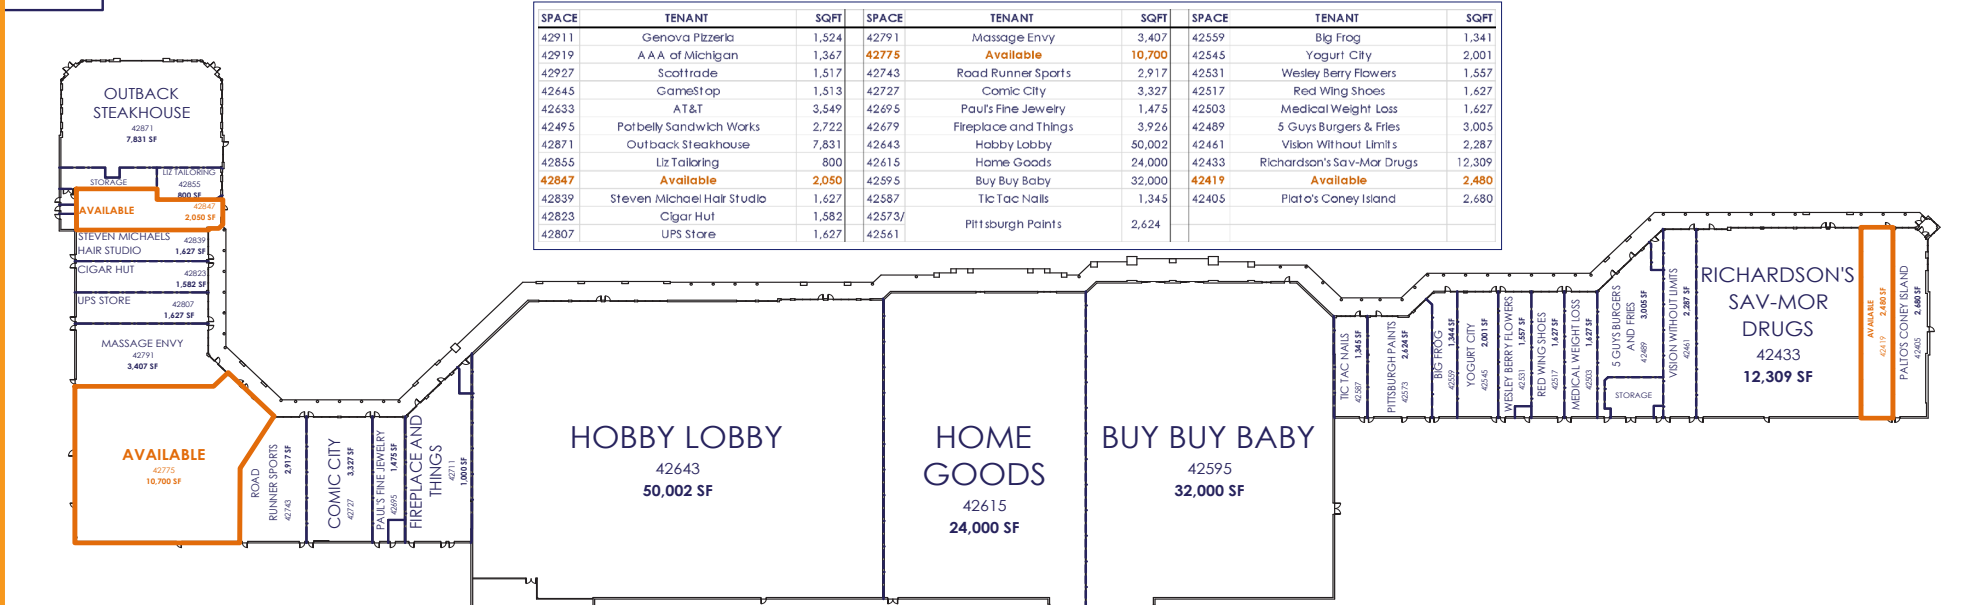 SPACE TENANT SQFT SPACE TENANT SQFT SPACE TENANT SQFT
42911 Genova Pizzeria 1,524 42791 Massage Envy 3,407 42559 Big Frog 1,341
42919 AAA of Michigan 1,367 42775 Available 10,700 42545 Yogurt City 2,001
42927 Scottrade 1,517 42743 Road Runner Sports 2,917 42531 Wesley Berry Flowers 1,557
42645 GameStop 1,513 42727 Comic City 3,327 42517 Red Wing Shoes 1,627
42633 AT&T 3,549 42695 Paul's Fine Jewelry 1,475 42503 Medical Weight Loss 1,627
42495 Potbelly Sandwich Works 2,722 42679 Fireplace and Things 3,926 42489 5 Guys Burgers & Fries 3,005
42871 Outback Steakhouse 7,831 42643 Hobby Lobby 50,002 42461 Vision Without Limits 2,287
42855 Liz Tailoring 800 42615 Home Goods 24,000 42433 Richardson's Sav-Mor Drugs 12,309
42847 Available 2,050 42595 Buy Buy Baby 32,000 42419 Available 2,480
42839 Steven Michael Hair Studio 1,627 42587 Tic Tac Nails 1,345 42405 Plato's Coney Island 2,680
42823 Cigar Hut 1,582 42573/ Pittsburgh Paints 2,624
42807 UPS Store 1,627 42561
OUTBACK
STEAKHOUSE
42871
7,831 SF
STORAGE
LIZ TAILORING
42855
800 SF
AVAILABLE
42847
2,050 SF
STEVEN MICHAELS
HAIR STUDIO
42839
1,627 SF
CIGAR HUT
42823
1,582 SF
UPS STORE
42807
1,627 SF
MASSAGE ENVY
42791
3,407 SF
AVAILABLE
42775
10,700 SF
ROAD
RUNNER SPORTS
42743
2,917 SF
COMIC CITY
42727
3,327 SF
PAUL'S FINE JEWELRY
42695
1,475 SF
FIREPLACE AND
THINGS
42711
1,000 SF
HOBBY LOBBY
42643
50,002 SF
HOME
GOODS
42615
24,000 SF
BUY BUY BABY
42595
32,000 SF
TIC TAC NAILS
42587
1,345 SF
PITTSBURGH PAINTS
42573
2,624 SF
BIG FROG
42559
1,344 SF
YOGURT CITY
42545
2,001 SF
WESLEY BERRY FLOWERS
42531
1,557 SF
RED WING SHOES
42517
1,627 SF
MEDICAL WEIGHT LOSS
42503
1,627 SF
5 GUYS BURGERS
AND FRIES
42489
3,005 SF
STORAGE
VISION WITHOUT LIMITS
42461
2,287 SF
RICHARDSON'S
SAV-MOR
DRUGS
42433
12,309 SF
AVAILABLE
42419
2,480 SF
PALTO'S CONEY ISLAND
42405
2,680 SF